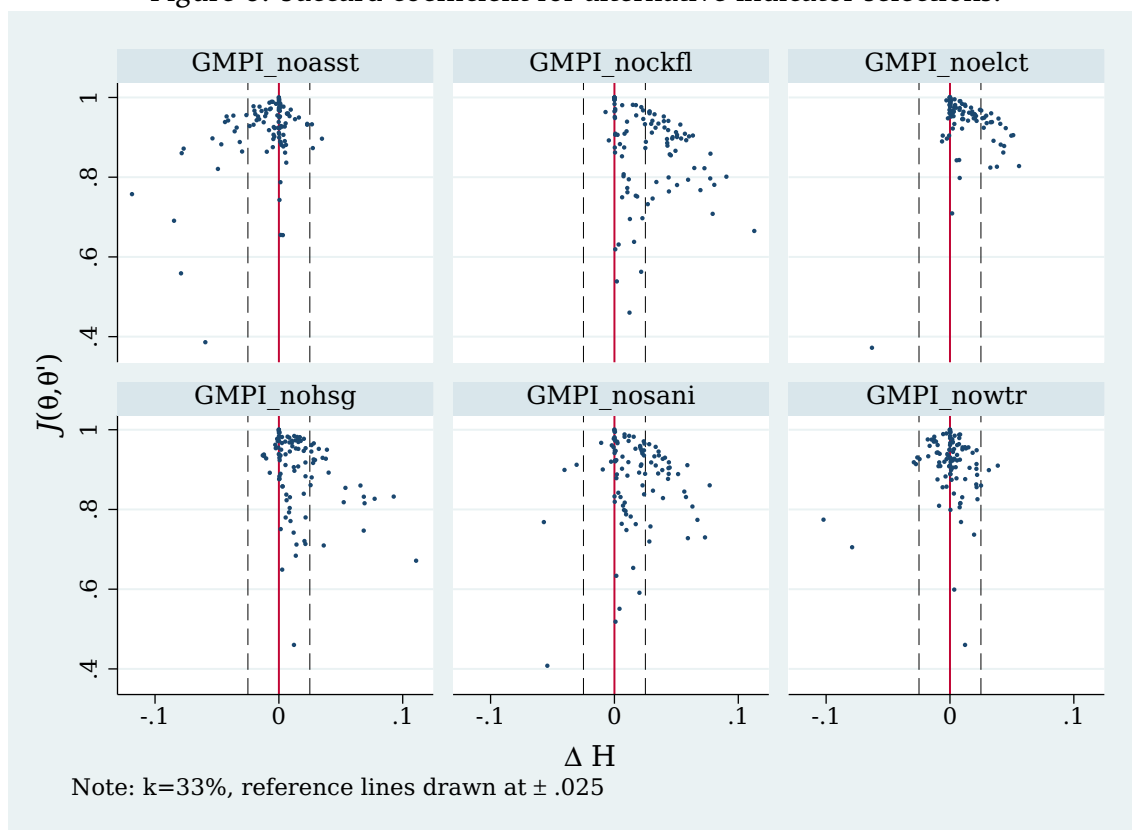 GMPI_noasst GMPI_nockfl GMPI_noelct
1
.8
.6
.4
GMPI_nohsg GMPI_nosani GMPI_nowtr
1
.8
.6
.4
J(θ,θ')
-.1 0 .1 -.1 0 .1 -.1 0 .1
Δ H
Note: k=33%, reference lines drawn at ± .025